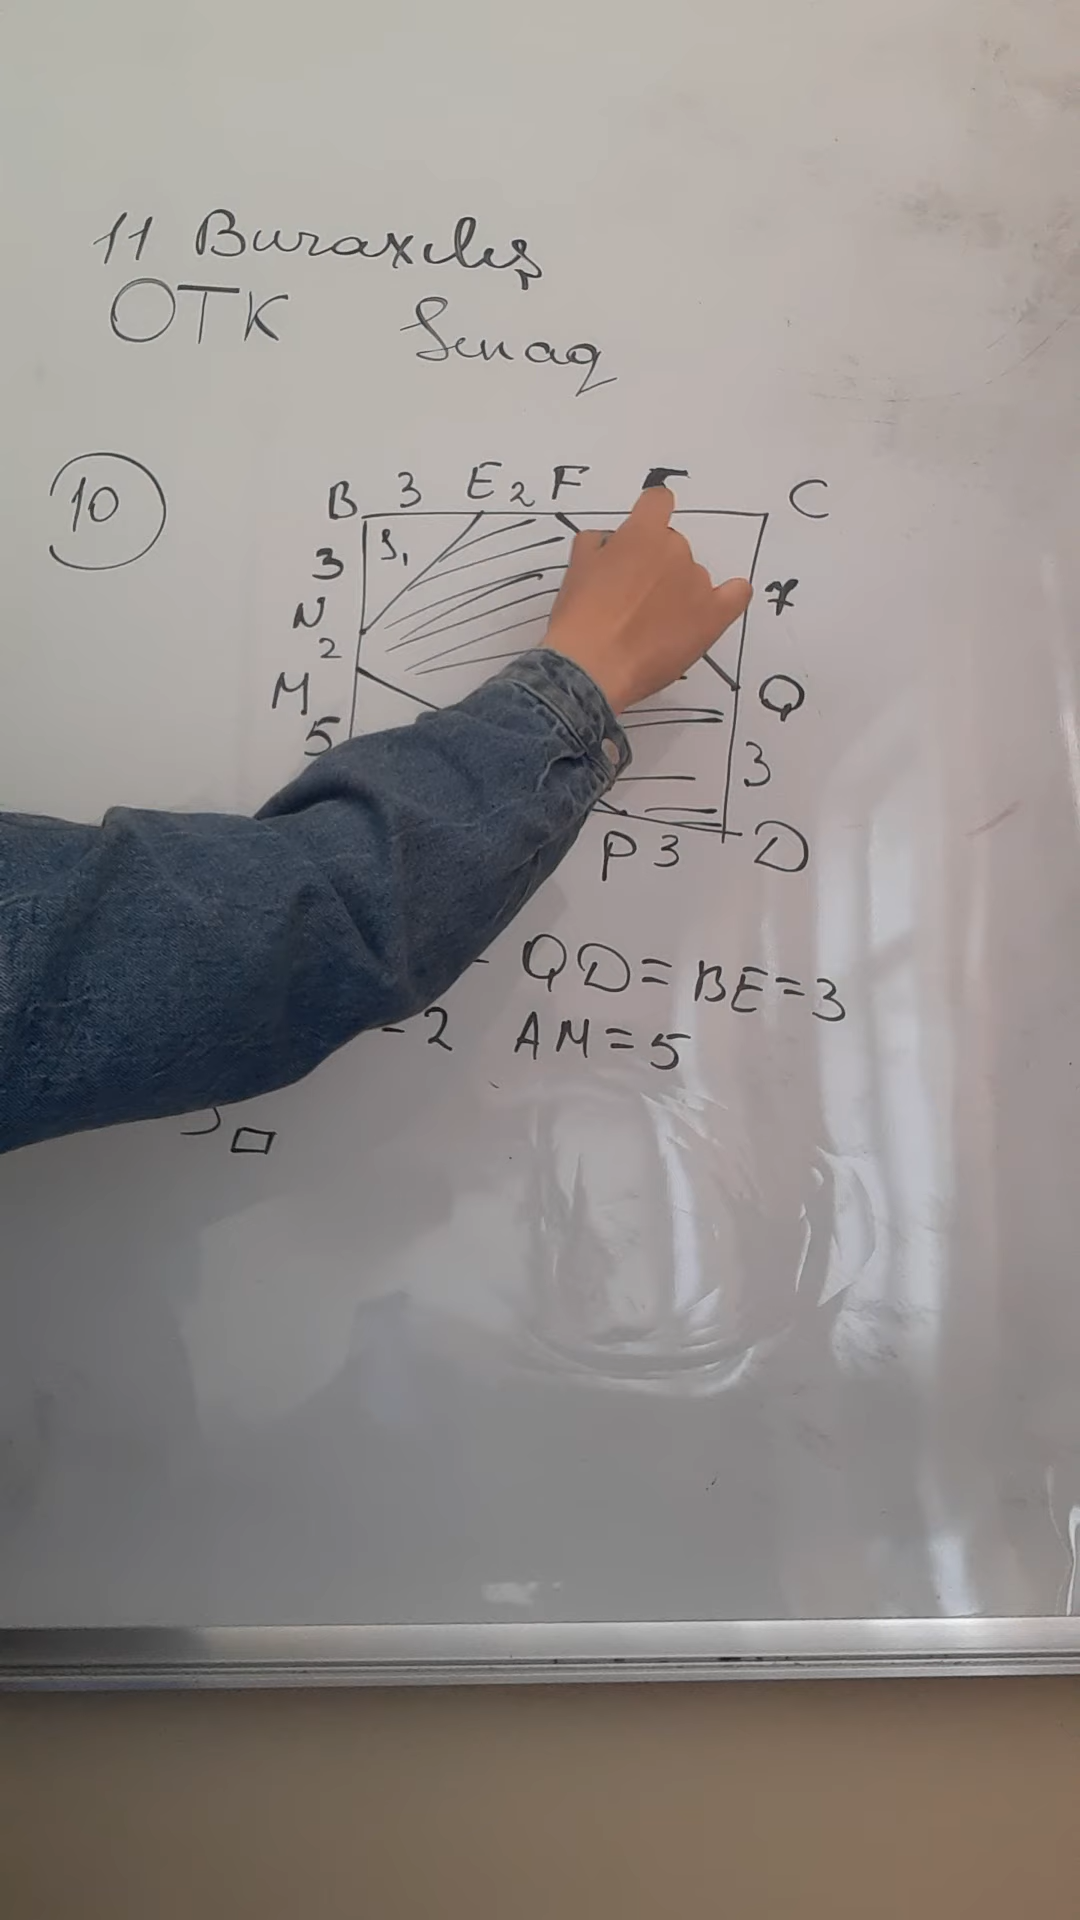 11 Buraxılış
OTK Sınaq
10
B 3 E 2 F C
S₁
3
N
2
M
5
7
Q
3
P 3 D
- QD = BE = 3
- 2 AM = 5